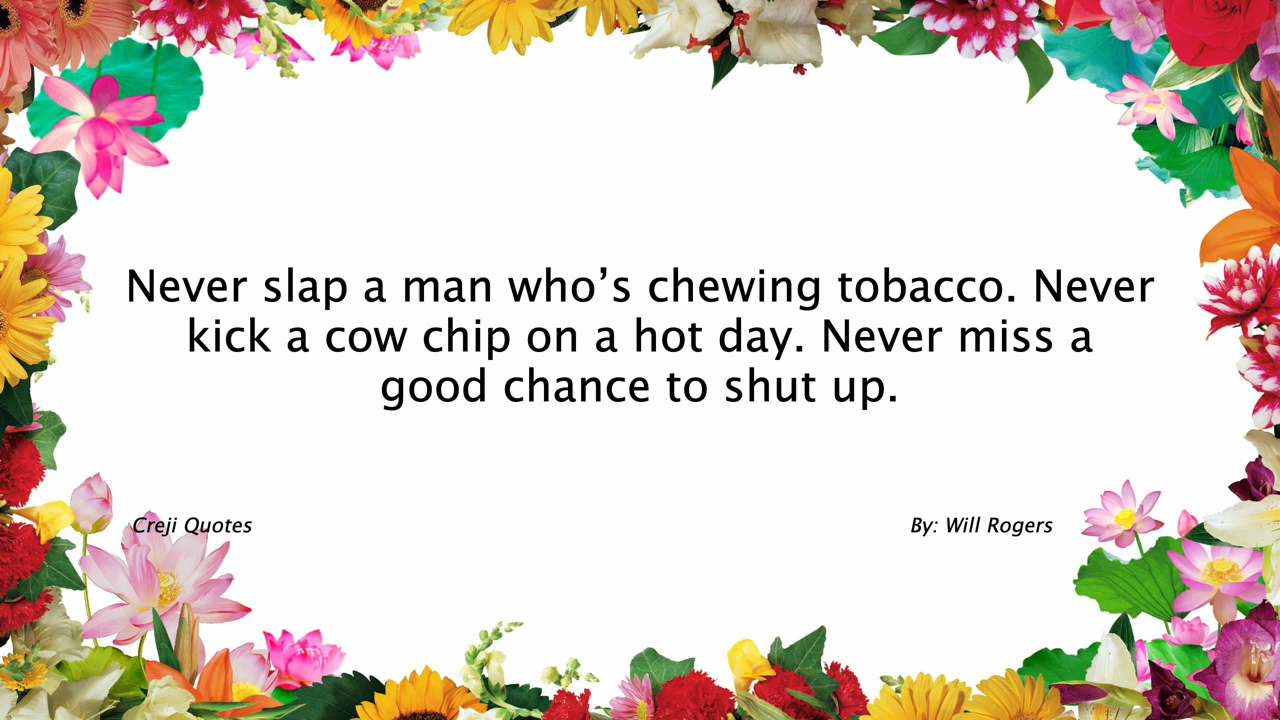 Never slap a man who’s chewing tobacco. Never
kick a cow chip on a hot day. Never miss a
good chance to shut up.
Creji Quotes
By: Will Rogers